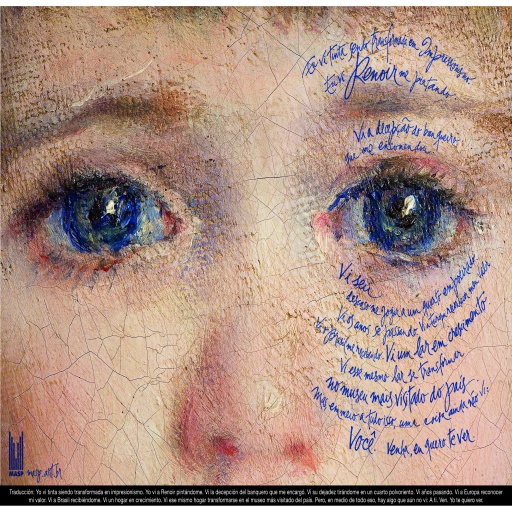 Eu vi tinta sendo transformada em Impressionismo
Eu vi Renoir me pintando
Vi a decepção do banqueiro
que me encomendou
Vi seu
descaso me jogar a um quarto empoeirado
Vi os anos se passando. Vi a Europa reconhecer meu valor
Vi o Brasil me recebendo. Vi um lar em crescimento
Vi esse mesmo lar se transformar
no museu mais visitado do país
Mas em meio a tudo isso, uma coisa ainda não vi:
Você. Venha, eu quero te ver
MASP masp.art.br
Traducción: Yo vi tinta siendo transformada en impresionismo. Yo vi a Renoir pintándome. Vi la decepción del banquero que me encargó. Vi su dejadez tirándome en un cuarto polvoriento. Vi años pasando. Vi a Europa reconocer
mi valor. Vi a Brasil recibiéndome. Vi un hogar en crecimiento. Vi ese mismo hogar transformarse en el museo más visitado del país. Pero, en medio de todo eso, hay algo que aún no vi: A ti. Ven. Yo te quiero ver.